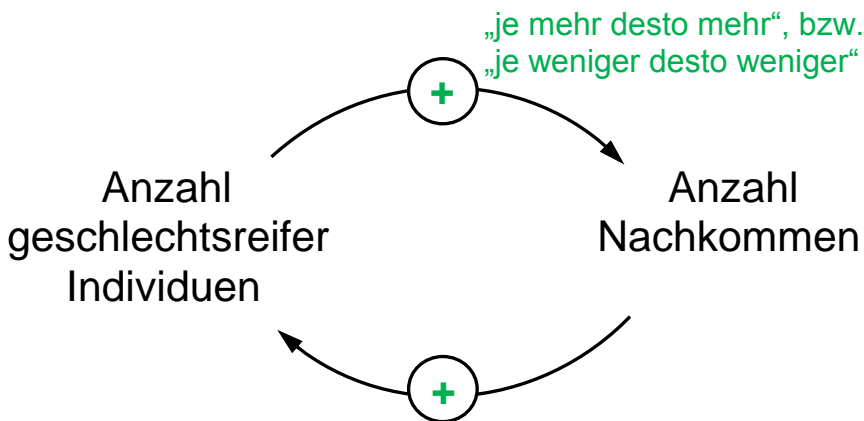 „je mehr desto mehr“, bzw.
„je weniger desto weniger“
+
Anzahl
geschlechtsreifer
Individuen
Anzahl
Nachkommen
+